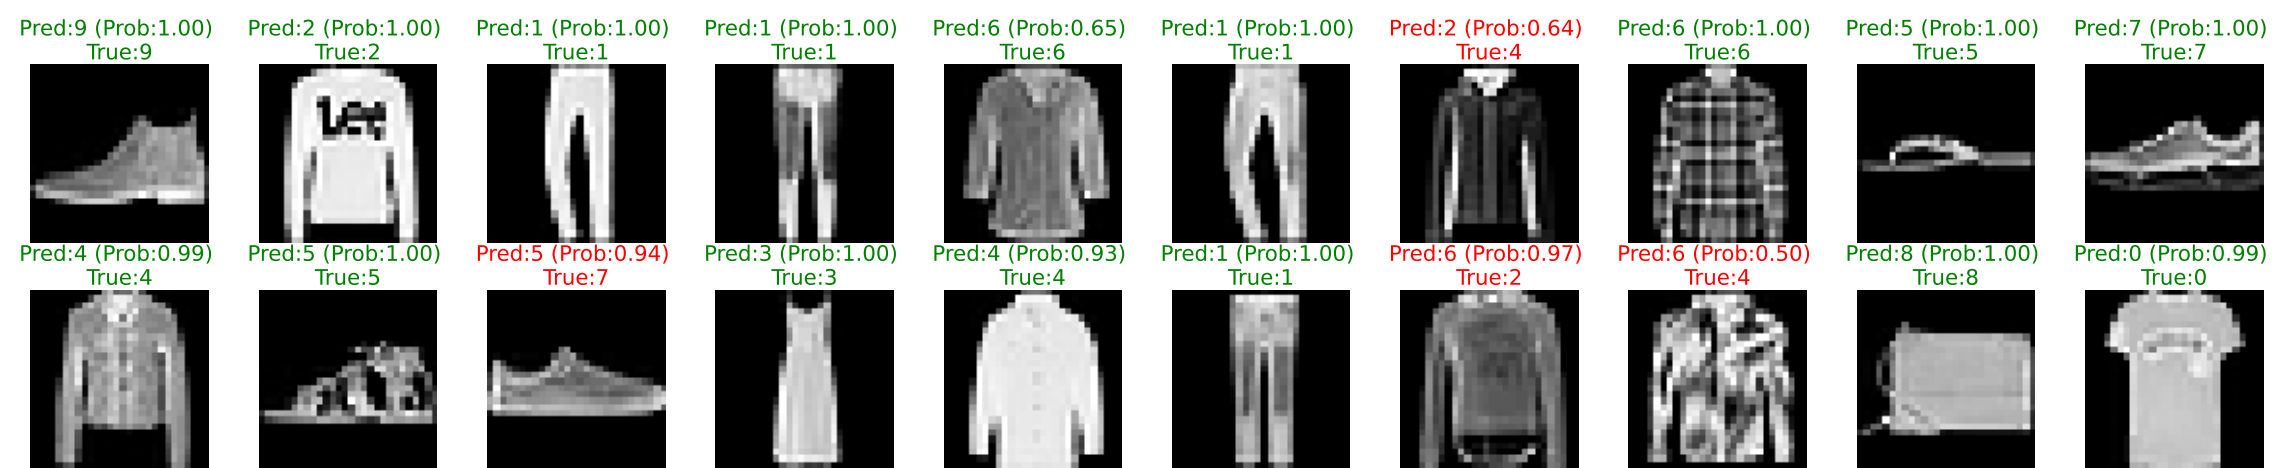 Pred:9 (Prob:1.00) Pred:2 (Prob:1.00) Pred:1 (Prob:1.00) Pred:1 (Prob:1.00) Pred:6 (Prob:0.65) Pred:1 (Prob:1.00) Pred:2 (Prob:0.64) Pred:6 (Prob:1.00) Pred:5 (Prob:1.00) Pred:7 (Prob:1.00)
True:9 True:2 True:1 True:1 True:6 True:1 True:4 True:6 True:5 True:7
Lee
Pred:4 (Prob:0.99) Pred:5 (Prob:1.00) Pred:5 (Prob:0.94) Pred:3 (Prob:1.00) Pred:4 (Prob:0.93) Pred:1 (Prob:1.00) Pred:6 (Prob:0.97) Pred:6 (Prob:0.50) Pred:8 (Prob:1.00) Pred:0 (Prob:0.99)
True:4 True:5 True:7 True:3 True:4 True:1 True:2 True:4 True:8 True:0